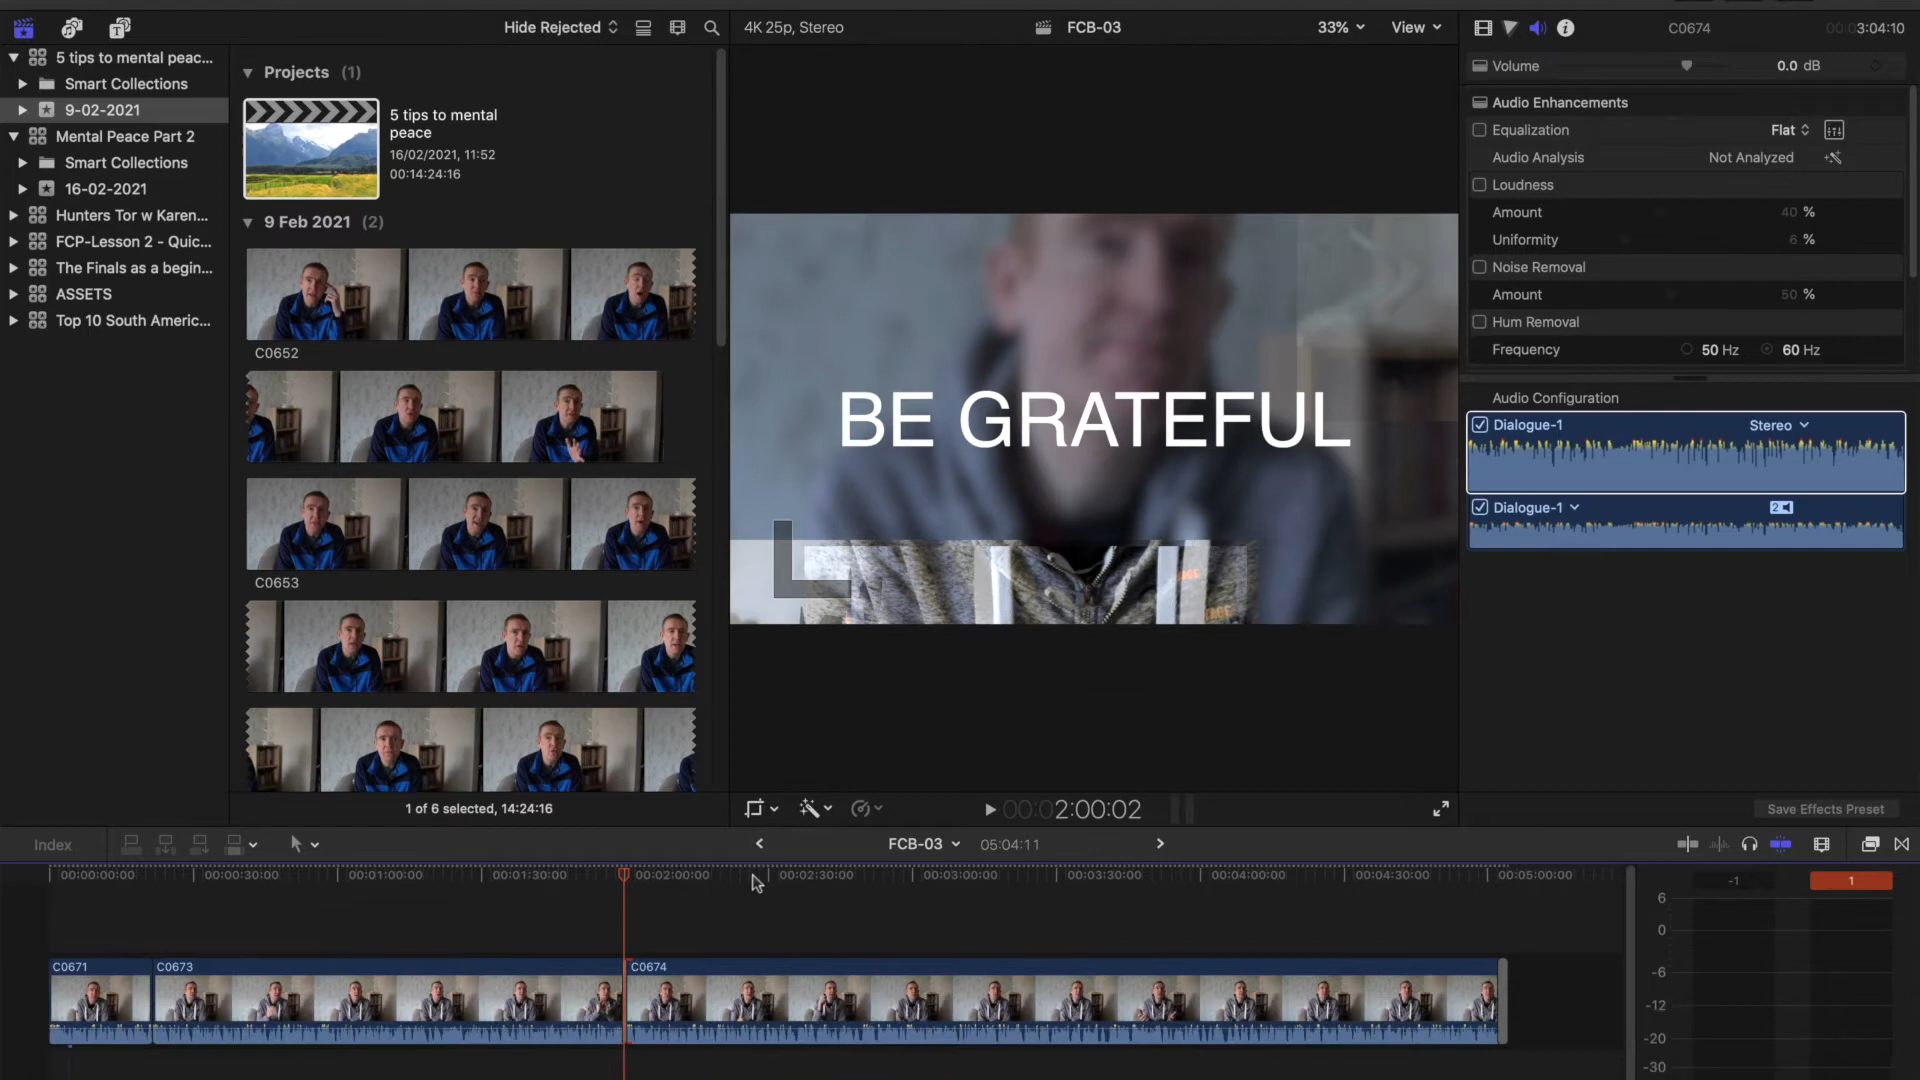 Hide Rejected
4K 25p, Stereo
FCB-03
33%
View
C0674
00:00:3:04:10
5 tips to mental peac...
Smart Collections
9-02-2021
Mental Peace Part 2
Smart Collections
16-02-2021
Hunters Tor w Karen...
FCP-Lesson 2 - Quic...
The Finals as a begin...
ASSETS
Top 10 South Americ...
Projects (1)
5 tips to mental
peace
16/02/2021, 11:52
00:14:24:16
9 Feb 2021 (2)
C0652
C0653
1 of 6 selected, 14:24:16
BE GRATEFUL
00:02:00:02
Volume
0.0 dB
Audio Enhancements
Equalization
Flat
Audio Analysis
Not Analyzed
Loudness
Amount
40 %
Uniformity
6 %
Noise Removal
Amount
50 %
Hum Removal
Frequency
50 Hz
60 Hz
Audio Configuration
Dialogue-1
Stereo
Dialogue-1
2
Save Effects Preset
Index
FCB-03
05:04:11
00:00:00:00
00:00:30:00
00:01:00:00
00:01:30:00
00:02:00:00
00:02:30:00
00:03:00:00
00:03:30:00
00:04:00:00
00:04:30:00
00:05:00:00
C0671
C0673
C0674
-1
1
6
0
-6
-12
-20
-30